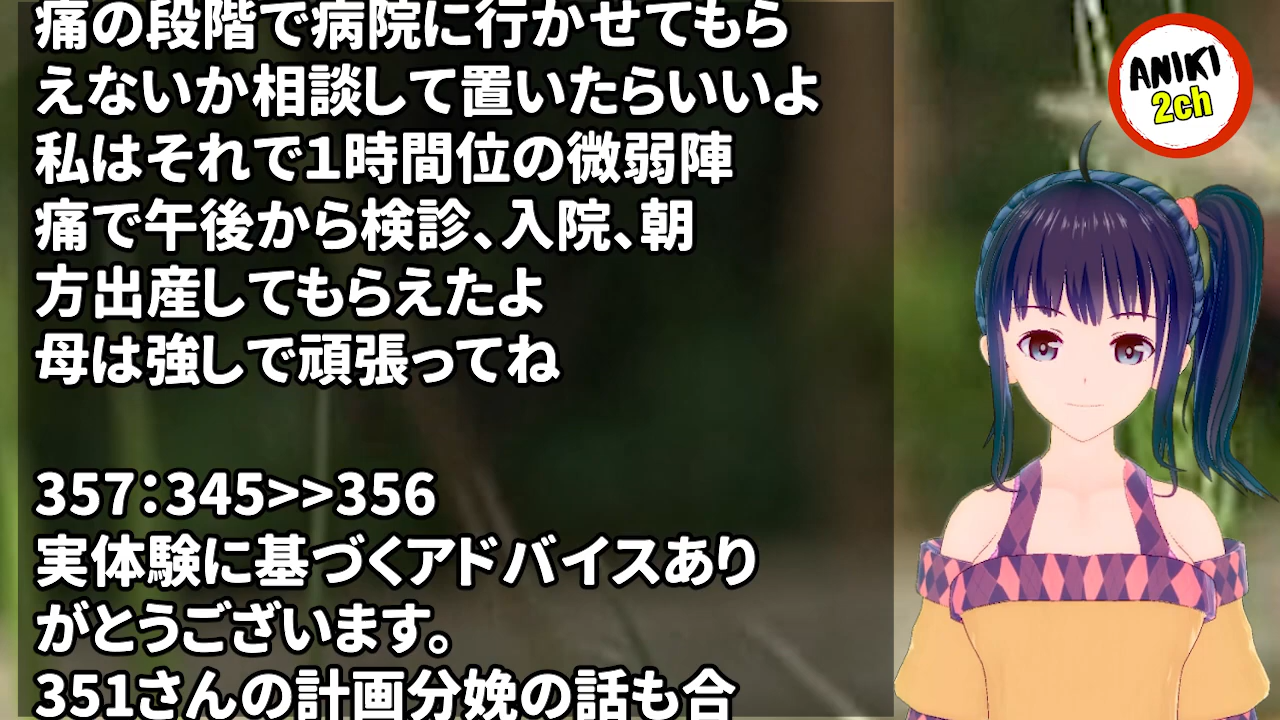 痛の段階で病院に行かせてもら
えないか相談して置いたらいいよ
私はそれで１時間位の微弱陣
痛で午後から検診、入院、朝
方出産してもらえたよ
母は強しで頑張ってね
357：345>>356
実体験に基づくアドバイスあり
がとうございます。
351さんの計画分娩の話も合
ANIKI
2ch